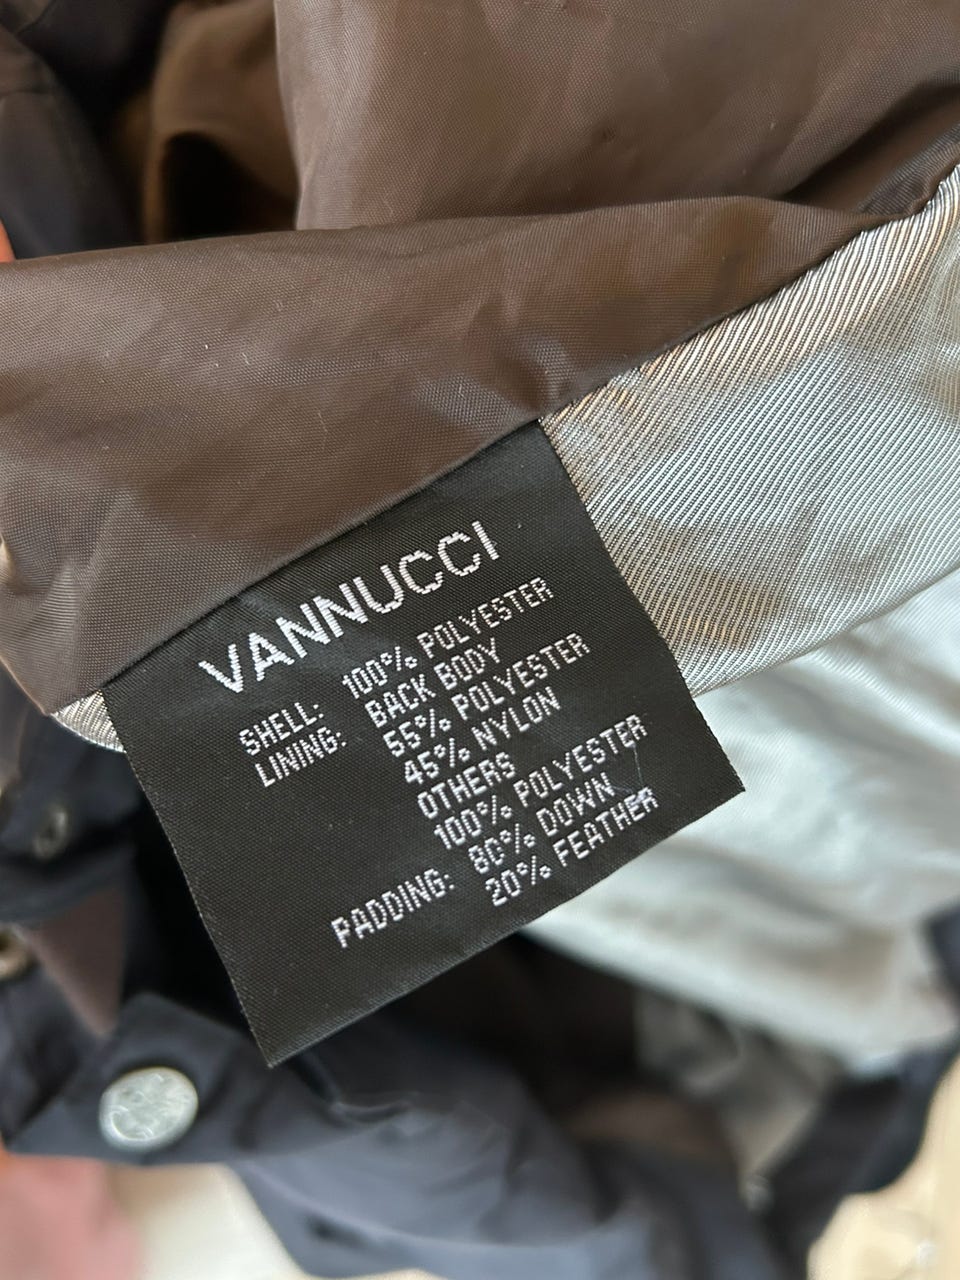 VANNUCCI
SHELL: 100% POLYESTER
LINING: BACK BODY
55% POLYESTER
45% NYLON
OTHERS
100% POLYESTER
PADDING: 80% DOWN
20% FEATHER